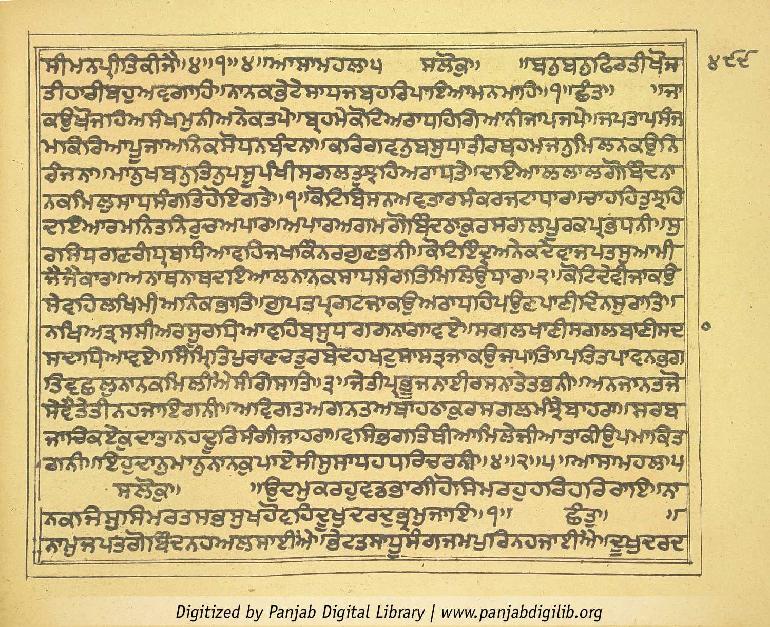 ਸੀਮਨਪ੍ਰੀਤਿਕੀਜੈ॥੪॥੧॥੪॥ਆਸਾਮਹਲਾ੫ ਸਲੋਕੁ॥ ॥ਬਨੁਬਨੁਫਿਰਤੀਖੋਜ
੪੯੯
ਤੀਹਾਰੀਬਹੁਅਵਗਾਹਿ॥ਨਾਨਕਭੇਟੇਸਾਧਜਬਹਰਿਪਾਇਆਮਨਮਾਹਿ॥੧॥ਛੰਤ॥ ॥ਜਾ
ਕਉਖੋਜਹਿਅਸੰਖਮੁਨੀਅਨੇਕਤਪੇ॥ਬ੍ਰਹਮੇਕੋਟਿਅਰਾਧਹਿਗਿਆਨੀਜਾਪਜਪੇ॥ਜਪਤਾਪਸੰਜ
ਮਕਿਰਿਆਪੂਜਾਅਨਿਕਸੋਧਨਬੰਦਨਾ॥ਕਰਿਗਵਨੁਬਸੁਧਾਤੀਰਥਹਮਜਨੁਮਿਲਨਕਉਨਿ
ਰੰਜਨਾ॥ਮਾਨੁਖਬਨੁਤਿਨੁਪਸੂਪੰਖੀਸਗਲਤੁਝਹਿਅਰਾਧਤੇ॥ਦਇਆਲਲਾਲਗੋਬਿੰਦਨਾ
ਨਕਮਿਲੁਸਾਧਸੰਗਤਿਹੋਇਗਤੇ॥੧॥ਕੋਟਿਬਿਸਨਅਵਤਾਰਸੰਕਰਜਟਾਧਾਰ॥ਚਾਹਹਿਤੁਝਹਿ
ਦਇਆਰਮਨਿਤਨਿਰੁਚਅਪਾਰ॥ਅਪਾਰਅਗਮਗੋਬਿੰਦਠਾਕੁਰਸਗਲਪੂਰਕਪ੍ਰਭਧਨੀ॥ਸੁ
ਰਸਿਧਗਣਗੰਧ੍ਰਬਧਿਆਵਹਿਜਖਕਿੰਨਰਗੁਣਭਨੀ॥ਕੋਟਿਇੰਦ੍ਰਅਨੇਕਦੇਵਾਜਪਤਸੁਆਮੀ
ਜੈਜੈਕਾਰ॥ਅਨਾਥਨਾਥਦਇਆਲਨਾਨਕਸਾਧਸੰਗਤਿਮਿਲਿਉਧਾਰ॥੨॥ਕੋਟਿਦੇਵੀਜਾਕਉ
ਸੇਵਹਿਲਖਿਮੀਅਨਿਕਭਾਤਿ॥ਗੁਪਤਪ੍ਰਗਟਜਾਕਉਅਰਾਧਹਿਪਉਣਪਾਣੀਦਿਨਸੁਰਾਤਿ॥
ਨਖਿਅਤ੍ਰਸਸੀਅਰਸੂਰਧਿਆਵਹਿਬਸੁਧਗਗਨਾਗਾਵਏ॥ਸਗਲਖਾਣੀਸਗਲਬਾਣੀਸਦ
ਸਦਾਧਿਆਵਏ॥ਸਿੰਮ੍ਰਿਤਿਪੁਰਾਣਚਤੁਰਬੇਦਹਖਟੁਸਾਸਤ੍ਰਜਾਕਉਜਪਾਤਿ॥ਪਤਿਤਪਾਵਨਭਗ
ਤਿਵਛਲੁਨਾਨਕਮਿਲੀਐਸੰਗਿਸਾਤਿ॥੩॥ਜੇਤੀਪ੍ਰਭੂਜਨਾਈਰਸਨਾਤੇਤਭਨੀ॥ਅਨਜਾਨਤਜੋ
ਸੇਵੈਤੇਤੀਨਹਜਾਇਗਨੀ॥ਅਵਿਗਤਅਗਨਤਅਥਾਹਠਾਕੁਰਸਗਲਮੰਝੇਬਾਹਰਾ॥ਸਰਬ
ਜਾਚਿਕਏਕੁਦਾਤਾਨਹਦੂਰਿਸੰਗੀਜਾਹਰਾ॥ਵਸਿਭਗਤਿਥੀਆਮਿਲੇਜੀਆਤਾਕੀਉਪਮਾਕਿਤ
ਗਨੀ॥ਇਹੁਦਾਨੁਮਾਨੁਨਾਨਕੁਪਾਏਸੀਸੁਸਾਧਹਧਰਿਚਰਨੀ॥੪॥੨॥੫॥ਆਸਾਮਹਲਾ੫
ਸਲੋਕ॥ ॥ਉਦਮੁਕਰਹੁਵਡਭਾਗੀਹੋਸਿਮਰਹੁਹਰਿਹਰਿਰਾਇ॥ਨਾ
ਨਕਜਿਸੁਸਿਮਰਤਸਭਸੁਖਹੋਵਹਿਦੂਖੁਦਰਦੁਭ੍ਰਮੁਜਾਇ॥੧॥ ਛੰਤੁ॥ ॥
ਨਾਮੁਜਪਤਗੋਬਿੰਦਨਹਅਲਸਾਈਐ॥ਭੇਟਤਸਾਧੂਸੰਗਜਮਪੁਰਿਨਹਜਾਈਐ॥ਦੂਖੁਦਰਦ
Digitized by Panjab Digital Library | www.panjabdigilib.org